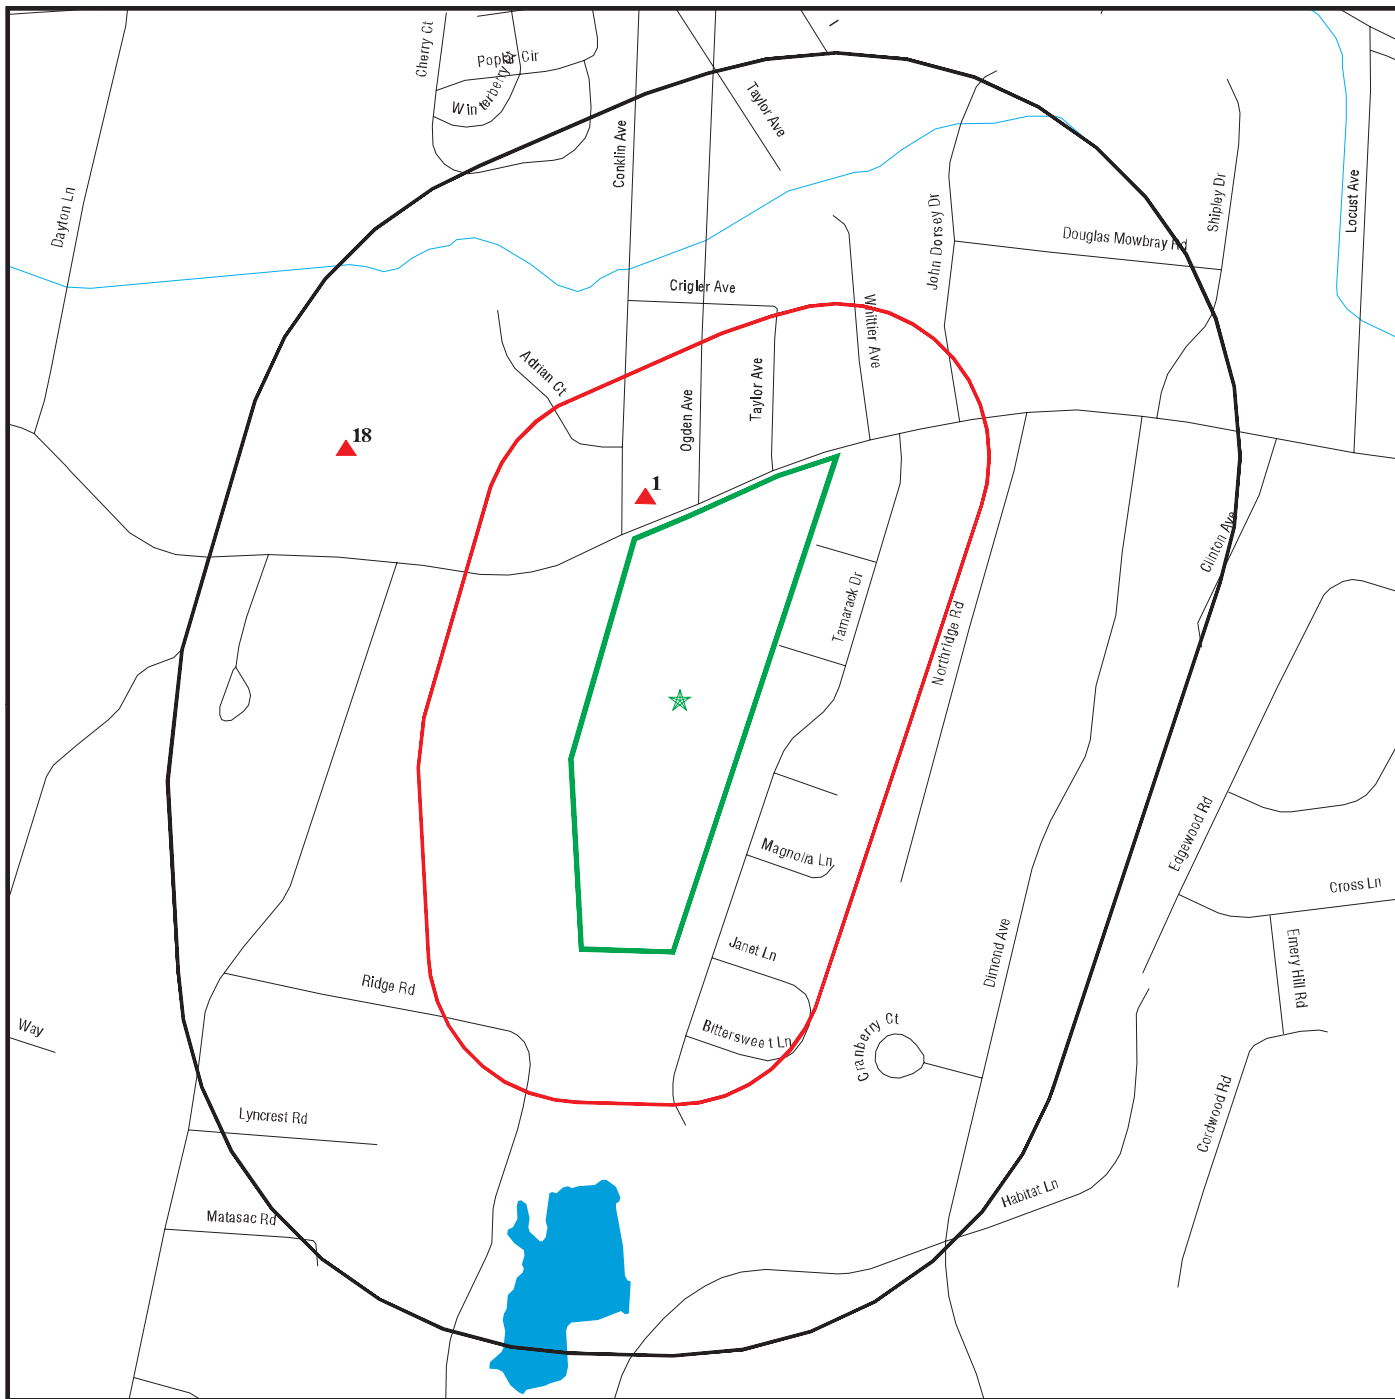 Cherry Ct
Poplar Cir
Winterberry Ct
Taylor Ave
Conklin Ave
Dayton Ln
John Dorsey Dr
Douglas Mowbray Rd
Shipley Dr
Locust Ave
Crigler Ave
Whittier Ave
Adrian Ct
Ogden Ave
Taylor Ave
18
1
Clinton Ave
Tamarack Dr
Northridge Rd
Edgewood Rd
Magnolia Ln
Cross Ln
Janet Ln
Dimond Ave
Emery Hill Rd
Ridge Rd
Way
Bittersweet Ln
Cranberry Ct
Lyncrest Rd
Cordwood Rd
Habitat Ln
Matasac Rd